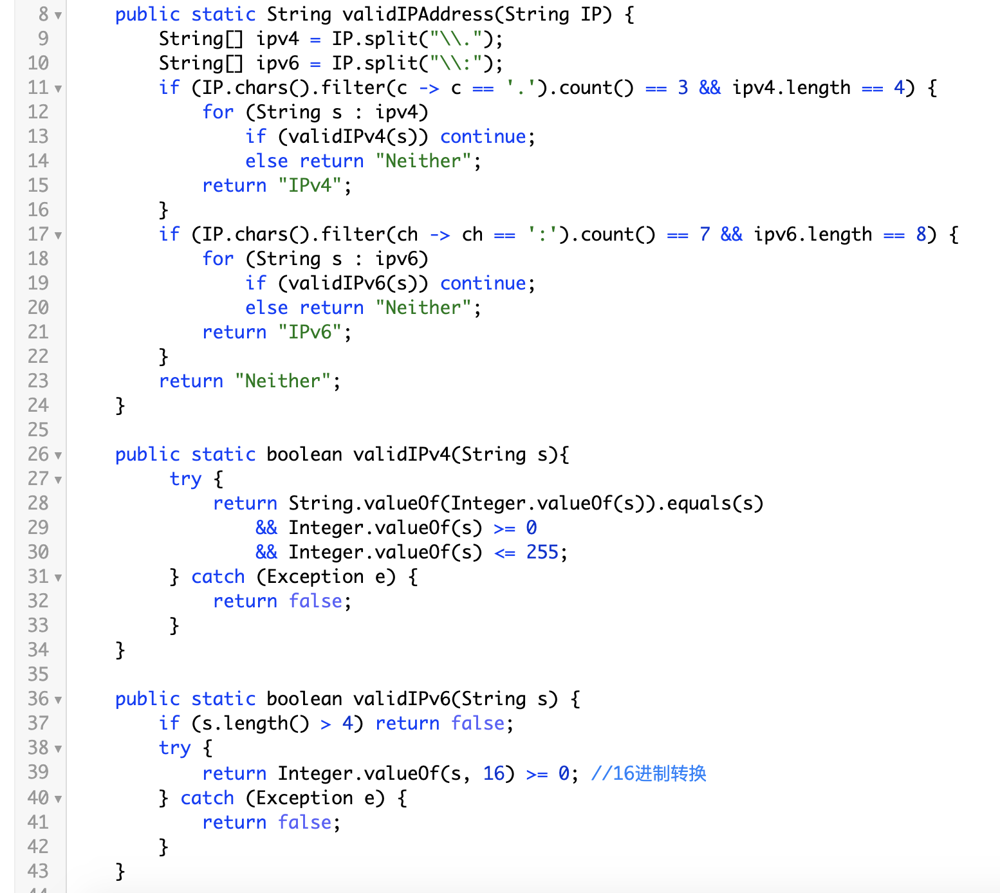 8 public static String validIPAddress(String IP) {
9 String[] ipv4 = IP.split("\\.");
10 String[] ipv6 = IP.split("\\:");
11 if (IP.chars().filter(c -> c == '.').count() == 3 && ipv4.length == 4) {
12 for (String s : ipv4)
13 if (validIPv4(s)) continue;
14 else return "Neither";
15 return "IPv4";
16 }
17 if (IP.chars().filter(ch -> ch == ':').count() == 7 && ipv6.length == 8) {
18 for (String s : ipv6)
19 if (validIPv6(s)) continue;
20 else return "Neither";
21 return "IPv6";
22 }
23 return "Neither";
24 }
25
26 public static boolean validIPv4(String s){
27 try {
28 return String.valueOf(Integer.valueOf(s)).equals(s)
29 && Integer.valueOf(s) >= 0
30 && Integer.valueOf(s) <= 255;
31 } catch (Exception e) {
32 return false;
33 }
34 }
35
36 public static boolean validIPv6(String s) {
37 if (s.length() > 4) return false;
38 try {
39 return Integer.valueOf(s, 16) >= 0; //16进制转换
40 } catch (Exception e) {
41 return false;
42 }
43 }